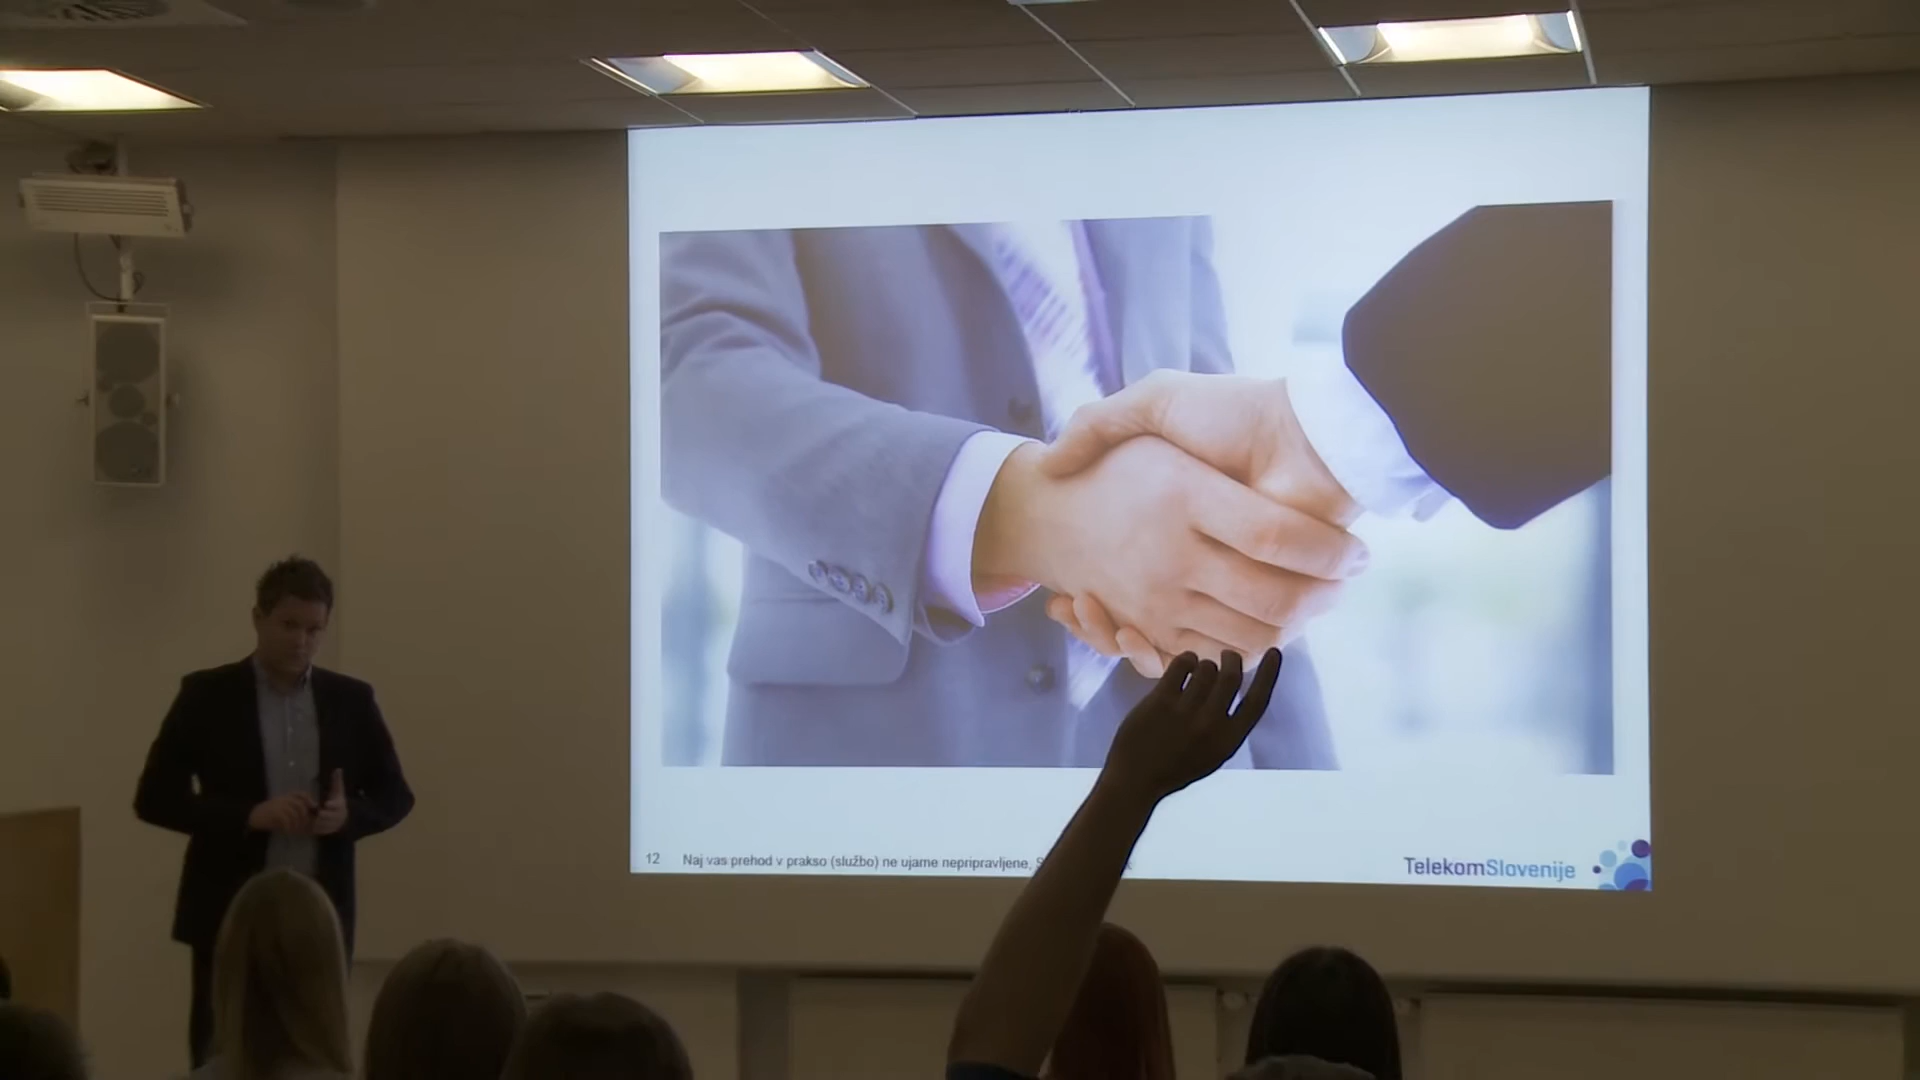 12 Naj vas prehod v prakso (službo) ne ujame nepripravljene,
TelekomSlovenije